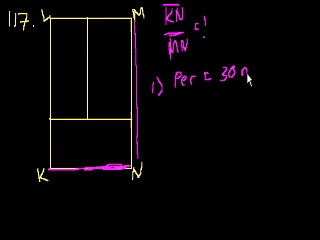 117.
L M
K N
KN
MN = !
1) Per = 30 n